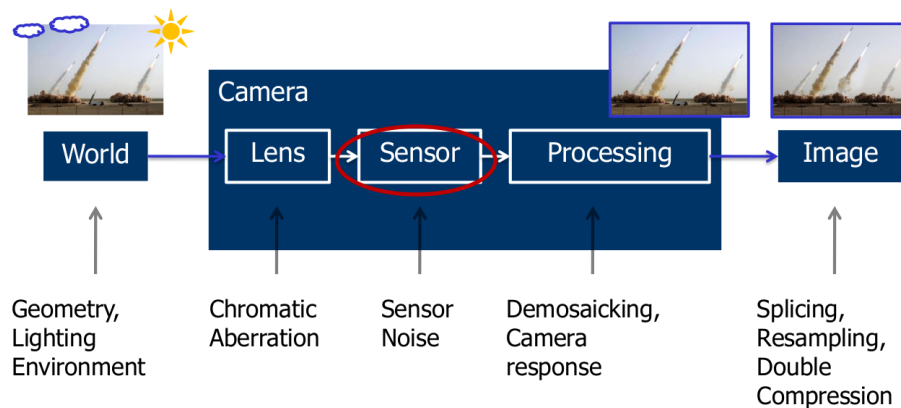 Camera
World
Lens
Sensor
Processing
Image
Geometry,
Lighting
Environment
Chromatic
Aberration
Sensor
Noise
Demosaicking,
Camera
response
Splicing,
Resampling,
Double
Compression